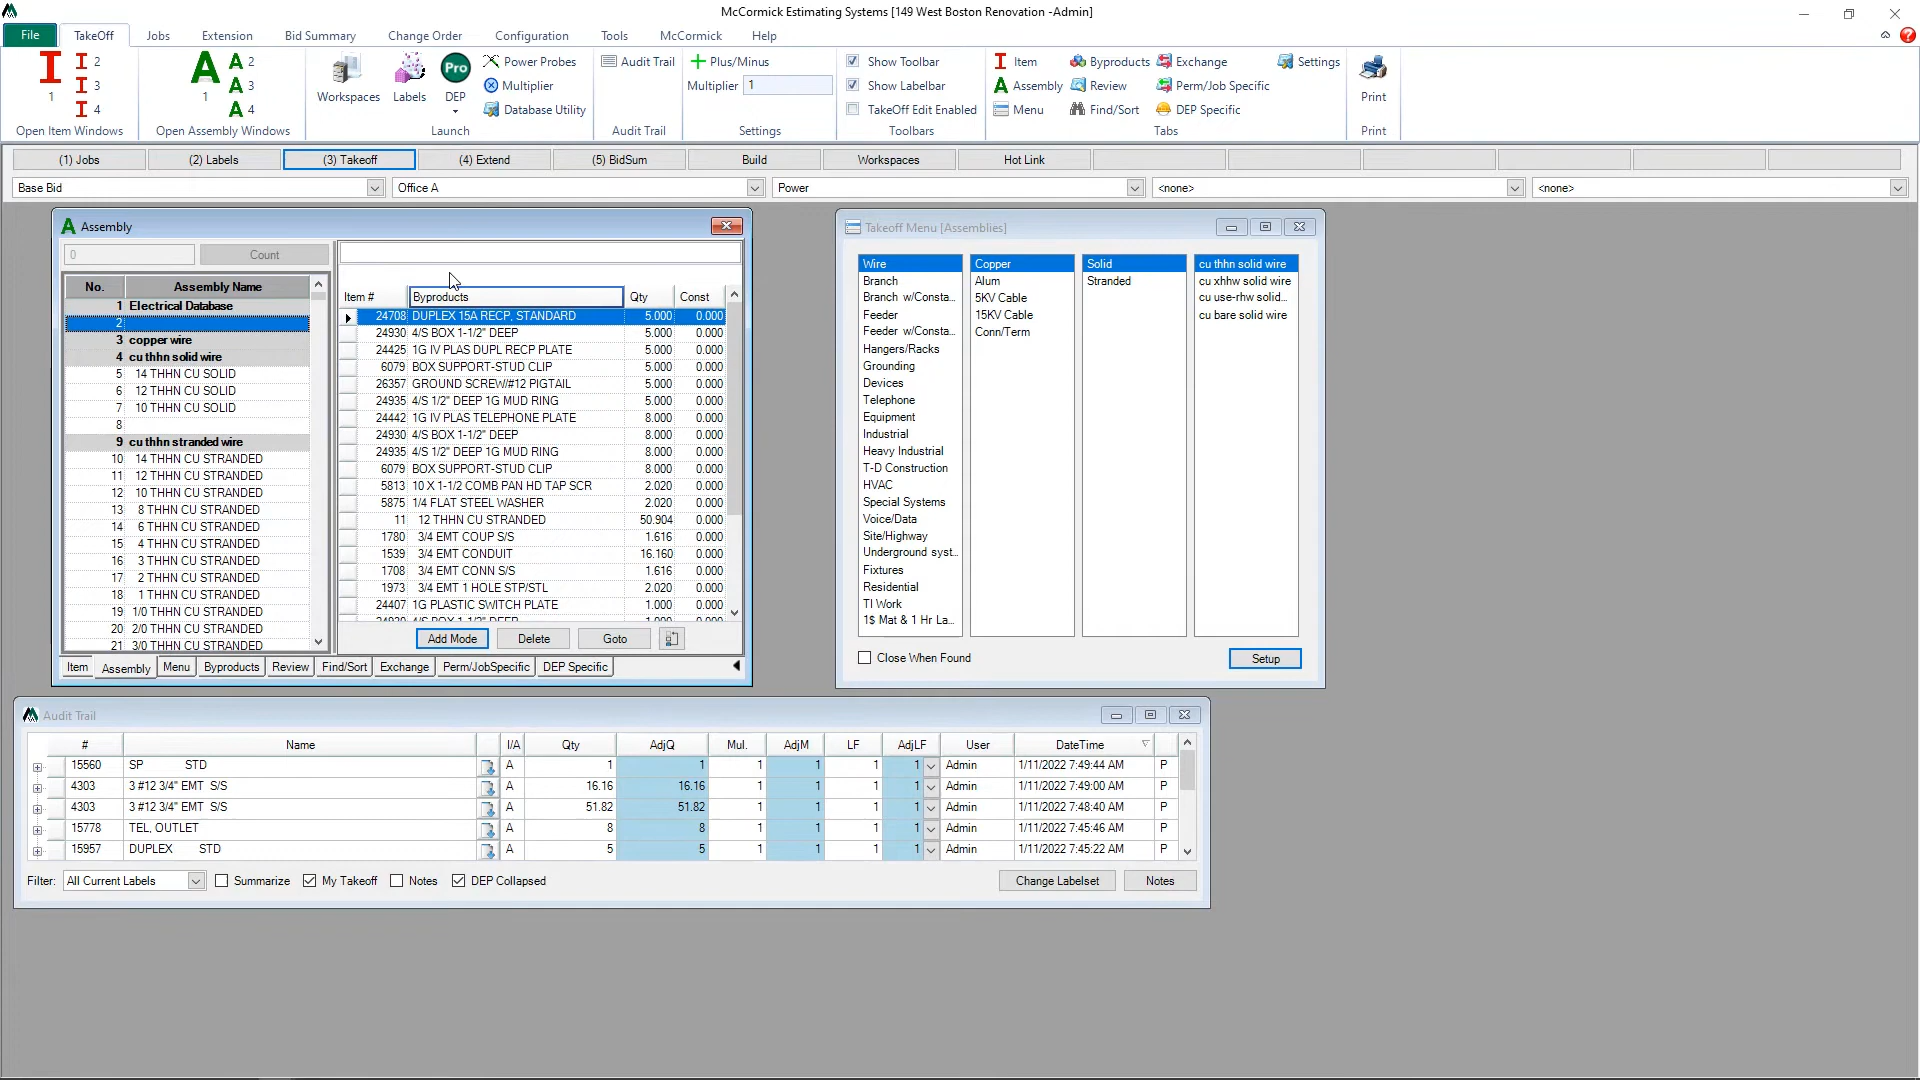 McCormick Estimating Systems [149 West Boston Renovation -Admin]
File TakeOff Jobs Extension Bid Summary Change Order Configuration Tools McCormick Help
1 2 3 4 Open Item Windows
1 2 3 4 Open Assembly Windows
Workspaces Labels Pro DEP Power Probes Multiplier Database Utility Launch
Audit Trail Audit Trail
Plus/Minus Multiplier 1 Settings
Show Toolbar Show Labelbar TakeOff Edit Enabled Toolbars
Item Byproducts Exchange Settings
Assembly Review Perm/Job Specific
Menu Find/Sort DEP Specific
Tabs
Print Print
(1) Jobs (2) Labels (3) Takeoff (4) Extend (5) BidSum Build Workspaces Hot Link
Base Bid Office A Power <none> <none>
Assembly
0 Count
No. Assembly Name
1 Electrical Database
2
3 copper wire
4 cu thhn solid wire
5 14 THHN CU SOLID
6 12 THHN CU SOLID
7 10 THHN CU SOLID
8
9 cu thhn stranded wire
10 14 THHN CU STRANDED
11 12 THHN CU STRANDED
12 10 THHN CU STRANDED
13 8 THHN CU STRANDED
14 6 THHN CU STRANDED
15 4 THHN CU STRANDED
16 3 THHN CU STRANDED
17 2 THHN CU STRANDED
18 1 THHN CU STRANDED
19 1/0 THHN CU STRANDED
20 2/0 THHN CU STRANDED
21 3/0 THHN CU STRANDED
Item # Byproducts Qty Const
24708 DUPLEX 15A RECP, STANDARD 5.000 0.000
24930 4/S BOX 1-1/2" DEEP 5.000 0.000
24425 1G IV PLAS DUPL RECP PLATE 5.000 0.000
6079 BOX SUPPORT-STUD CLIP 5.000 0.000
26357 GROUND SCREW/#12 PIGTAIL 5.000 0.000
24935 4/S 1/2" DEEP 1G MUD RING 5.000 0.000
24442 1G IV PLAS TELEPHONE PLATE 8.000 0.000
24930 4/S BOX 1-1/2" DEEP 8.000 0.000
24935 4/S 1/2" DEEP 1G MUD RING 8.000 0.000
6079 BOX SUPPORT-STUD CLIP 8.000 0.000
5813 10 X 1-1/2 COMB PAN HD TAP SCR 2.020 0.000
5875 1/4 FLAT STEEL WASHER 2.020 0.000
11 12 THHN CU STRANDED 50.904 0.000
1780 3/4 EMT COUP S/S 1.616 0.000
1539 3/4 EMT CONDUIT 16.160 0.000
1708 3/4 EMT CONN S/S 1.616 0.000
1973 3/4 EMT 1 HOLE STP/STL 2.020 0.000
24407 1G PLASTIC SWITCH PLATE 1.000 0.000
24930 4/S BOX 1-1/2" DEEP 1.000 0.000
Add Mode Delete Goto
Item Assembly Menu Byproducts Review Find/Sort Exchange Perm/JobSpecific DEP Specific
Takeoff Menu [Assemblies]
Wire Copper Solid cu thhn solid wire
Branch Alum Stranded cu xhhw solid wire
Branch w/Consta... 5KV Cable cu use-rhw solid...
Feeder 15KV Cable cu bare solid wire
Feeder w/Consta... Conn/Term
Hangers/Racks
Grounding
Devices
Telephone
Equipment
Industrial
Heavy Industrial
T-D Construction
HVAC
Special Systems
Voice/Data
Site/Highway
Underground syst...
Fixtures
Residential
TI Work
1$ Mat & 1 Hr La...
Close When Found Setup
Audit Trail
# Name I/A Qty AdjQ Mul. AdjM LF AdjLF User DateTime
15560 SP STD A 1 1 1 1 1 1 Admin 1/11/2022 7:49:44 AM P
4303 3 #12 3/4" EMT S/S A 16.16 16.16 1 1 1 1 Admin 1/11/2022 7:49:00 AM P
4303 3 #12 3/4" EMT S/S A 51.82 51.82 1 1 1 1 Admin 1/11/2022 7:48:40 AM P
15778 TEL, OUTLET A 8 8 1 1 1 1 Admin 1/11/2022 7:45:46 AM P
15957 DUPLEX STD A 5 5 1 1 1 1 Admin 1/11/2022 7:45:22 AM P
Filter: All Current Labels Summarize My Takeoff Notes DEP Collapsed Change Labelset Notes